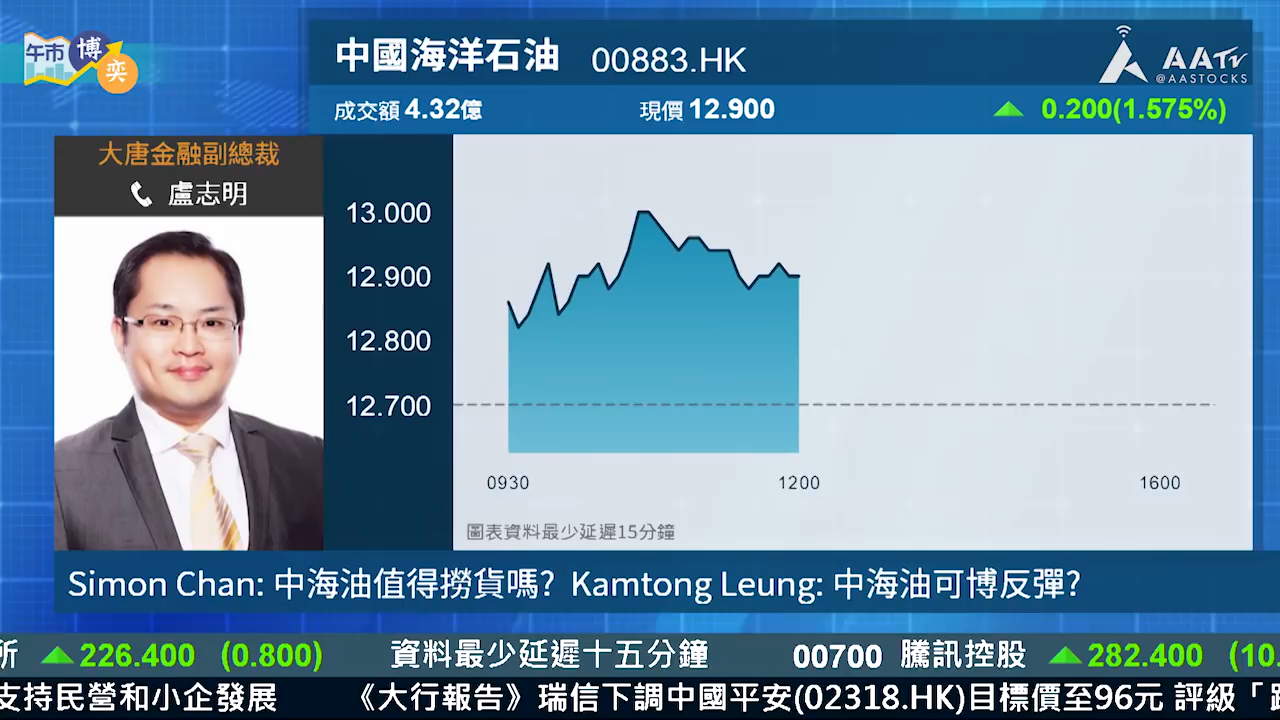 午市博奕
中國海洋石油 00883.HK
AATV
@AASTOCKS
成交額 4.32億 現價 12.900 0.200(1.575%)
大唐金融副總裁
盧志明
13.000
12.900
12.800
12.700
0930 1200 1600
圖表資料最少延遲15分鐘
Simon Chan: 中海油值得撈貨嗎? Kamtong Leung: 中海油可博反彈?
所 226.400 (0.800) 資料最少延遲十五分鐘 00700 騰訊控股 282.400 (10.
支持民營和小企發展 《大行報告》瑞信下調中國平安(02318.HK)目標價至96元 評級「